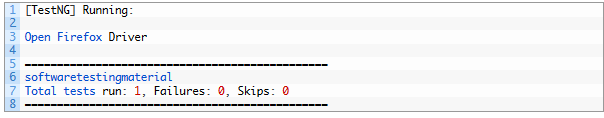 1 [TestNG] Running:
2
3 Open Firefox Driver
4
5 ===============================================
6 softwaretestingmaterial
7 Total tests run: 1, Failures: 0, Skips: 0
8 ===============================================